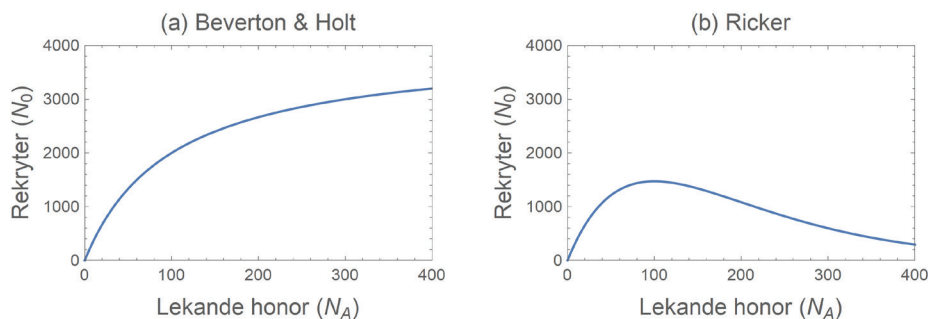 (a) Beverton & Holt
4000
3000
2000
1000
0
Rekryter (N0)
0 100 200 300 400
Lekande honor (NA)
(b) Ricker
4000
3000
2000
1000
0
Rekryter (N0)
0 100 200 300 400
Lekande honor (NA)